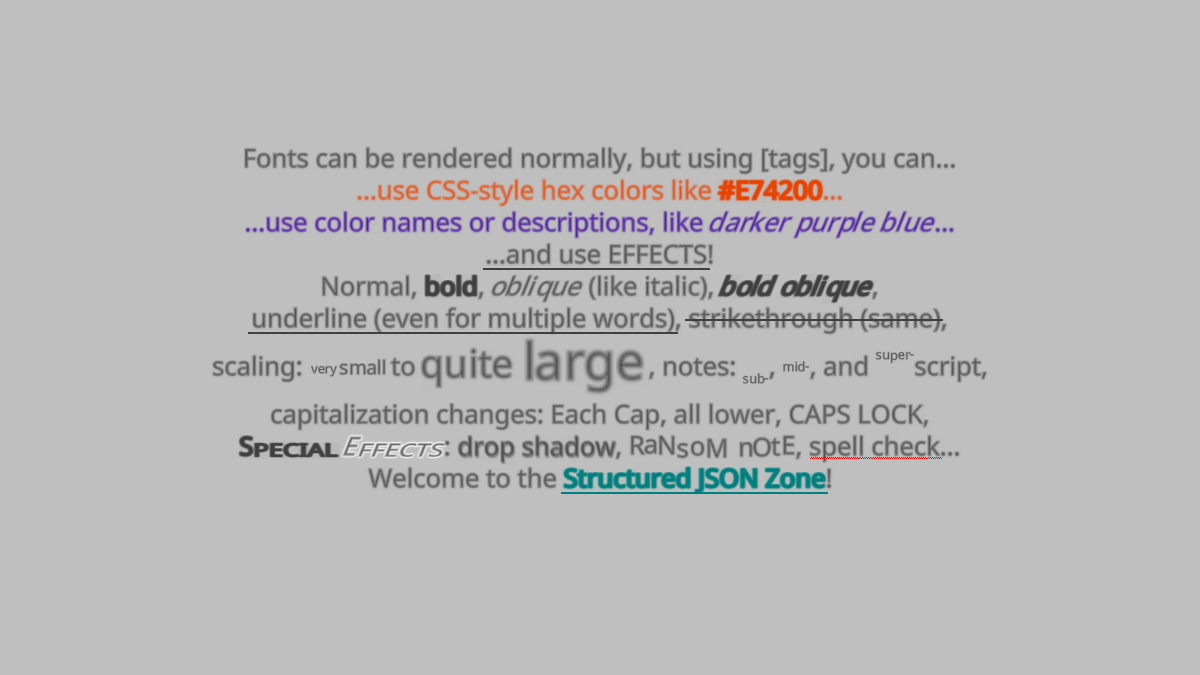 Fonts can be rendered normally, but using [tags], you can...
...use CSS-style hex colors like #E74200...
...use color names or descriptions, like darker purple blue...
...and use EFFECTS!
Normal, bold, oblique (like italic), bold oblique,
underline (even for multiple words), strikethrough (same),
scaling: very small to quite large, notes: sub-, mid-, and super-script,
capitalization changes: Each Cap, all lower, CAPS LOCK,
SPECIAL EFFECTS: drop shadow, RaNsoM nOtE, spell check...
Welcome to the Structured JSON Zone!